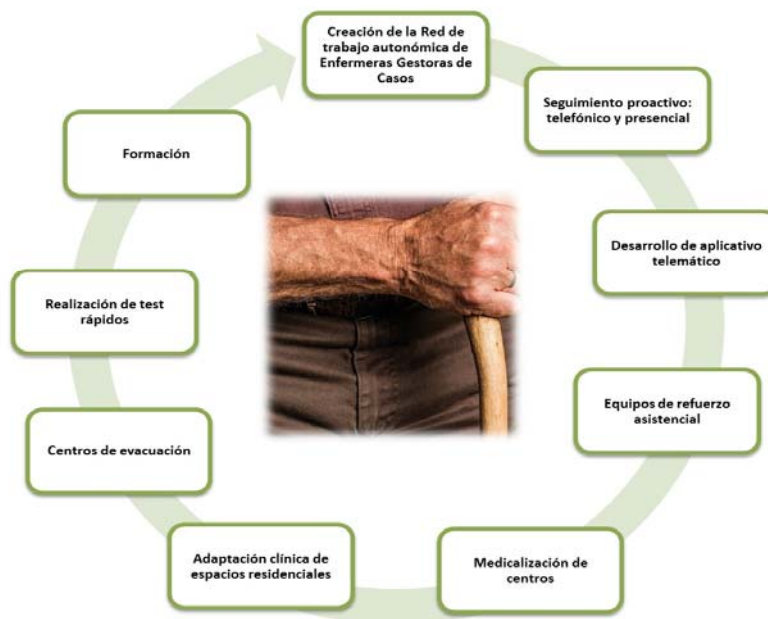 Creación de la Red de
trabajo autonómica de
Enfermeras Gestoras de
Casos
Seguimiento proactivo:
telefónico y presencial
Desarrollo de aplicativo
telemático
Equipos de refuerzo
asistencial
Medicalización de
centros
Adaptación clínica de
espacios residenciales
Centros de evacuación
Realización de test
rápidos
Formación